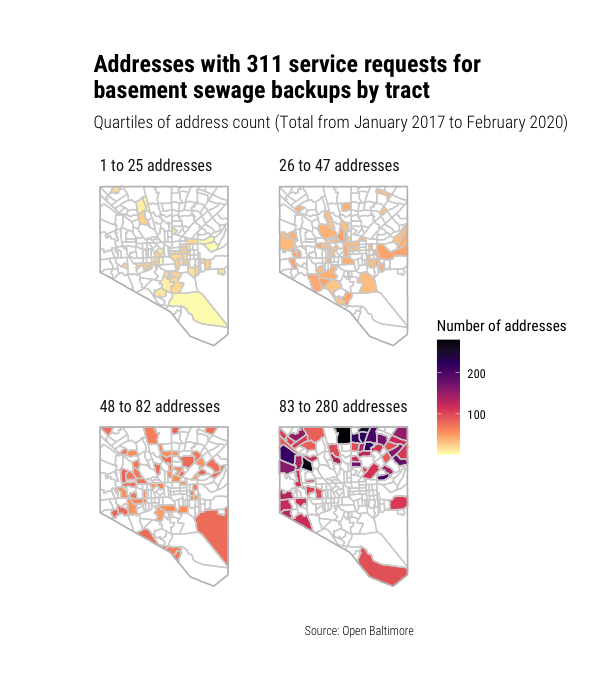 Addresses with 311 service requests for
basement sewage backups by tract
Quartiles of address count (Total from January 2017 to February 2020)
1 to 25 addresses
26 to 47 addresses
Number of addresses
200
100
48 to 82 addresses
83 to 280 addresses
Source: Open Baltimore